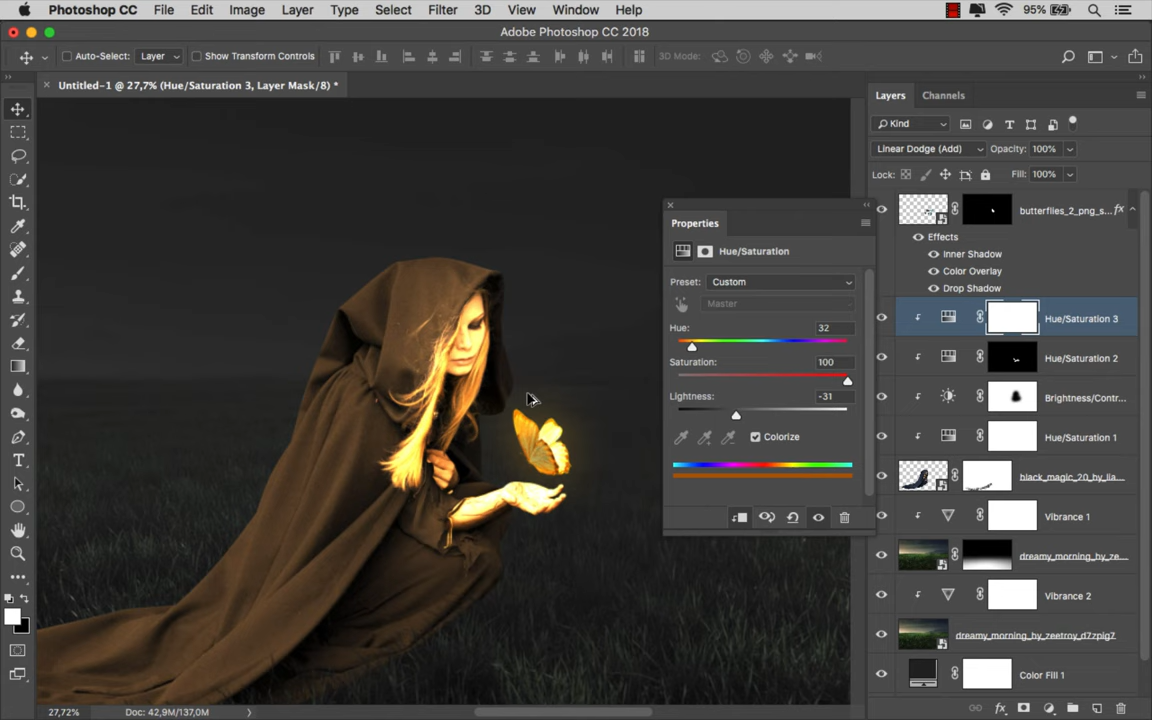 Photoshop CC File Edit Image Layer Type Select Filter 3D View Window Help 95%
Adobe Photoshop CC 2018
Auto-Select: Layer Show Transform Controls 3D Mode:
Untitled-1 @ 27,7% (Hue/Saturation 3, Layer Mask/8) *
Layers Channels
Kind
Linear Dodge (Add) Opacity: 100%
Lock: Fill: 100%
butterflies_2_png_s... fx
Effects
Inner Shadow
Color Overlay
Drop Shadow
Hue/Saturation 3
Hue/Saturation 2
Brightness/Contr...
Hue/Saturation 1
black_magic_20_by_lia...
Vibrance 1
dreamy_morning_by_ze...
Vibrance 2
dreamy_morning_by_zeetroy_d7zpig7
Color Fill 1
fx
Properties
Hue/Saturation
Preset: Custom
Master
Hue: 32
Saturation: 100
Lightness: -31
Colorize
T
27,72% Doc: 42,9M/137,0M